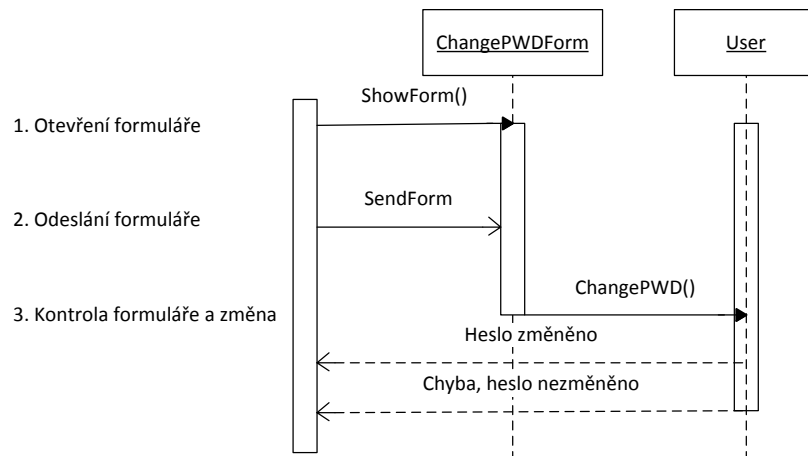 ChangePWDForm
User
ShowForm()
1. Otevření formuláře
SendForm
2. Odeslání formuláře
ChangePWD()
3. Kontrola formuláře a změna
Heslo změněno
Chyba, heslo nezměněno